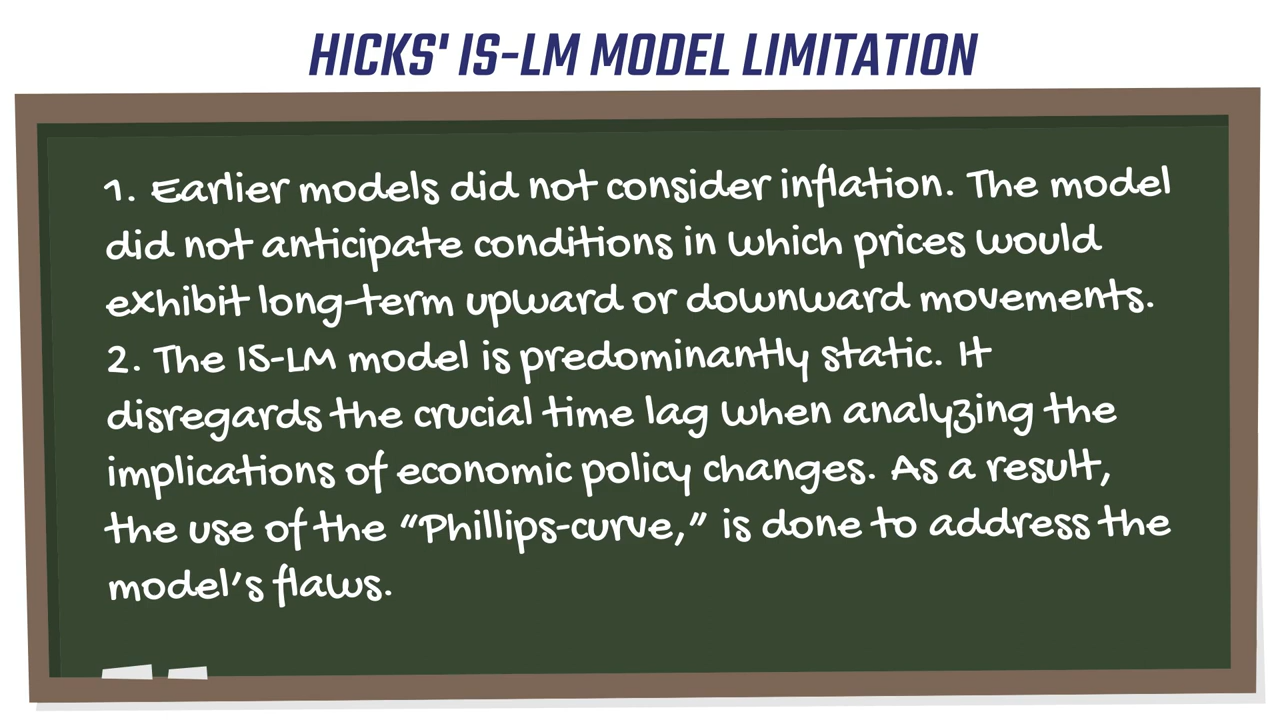 HICKS' IS-LM MODEL LIMITATION
1. Earlier models did not consider inflation. The model
did not anticipate conditions in which prices would
exhibit long-term upward or downward movements.
2. The IS-LM model is predominantly static. It
disregards the crucial time lag when analyzing the
implications of economic policy changes. As a result,
the use of the “Phillips-curve,” is done to address the
model's flaws.